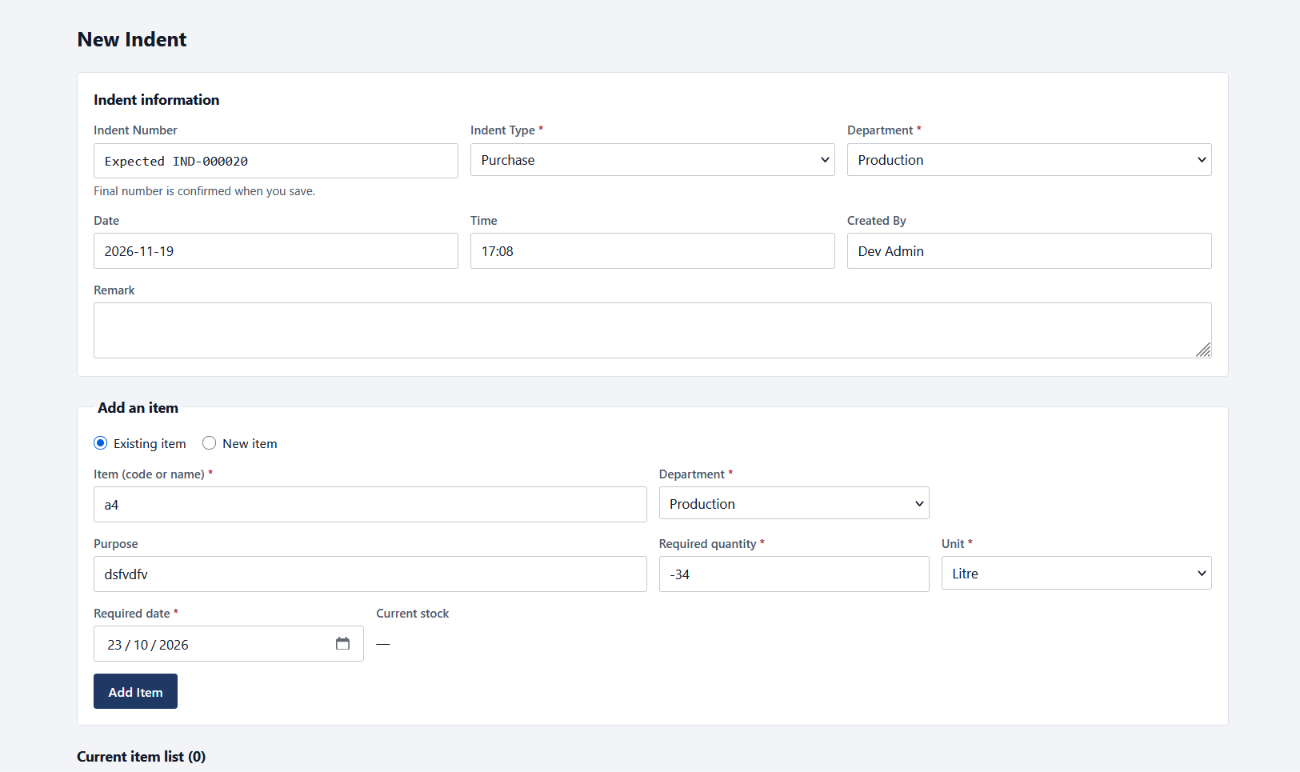 New Indent
Indent information
Indent Number
Indent Type *
Department *
Expected IND-000020
Purchase
Production
Final number is confirmed when you save.
Date
Time
Created By
2026-11-19
17:08
Dev Admin
Remark
Add an item
Existing item
New item
Item (code or name) *
Department *
a4
Production
Purpose
Required quantity *
Unit *
dsfvdfv
-34
Litre
Required date *
Current stock
23 / 10 / 2026
—
Add Item
Current item list (0)